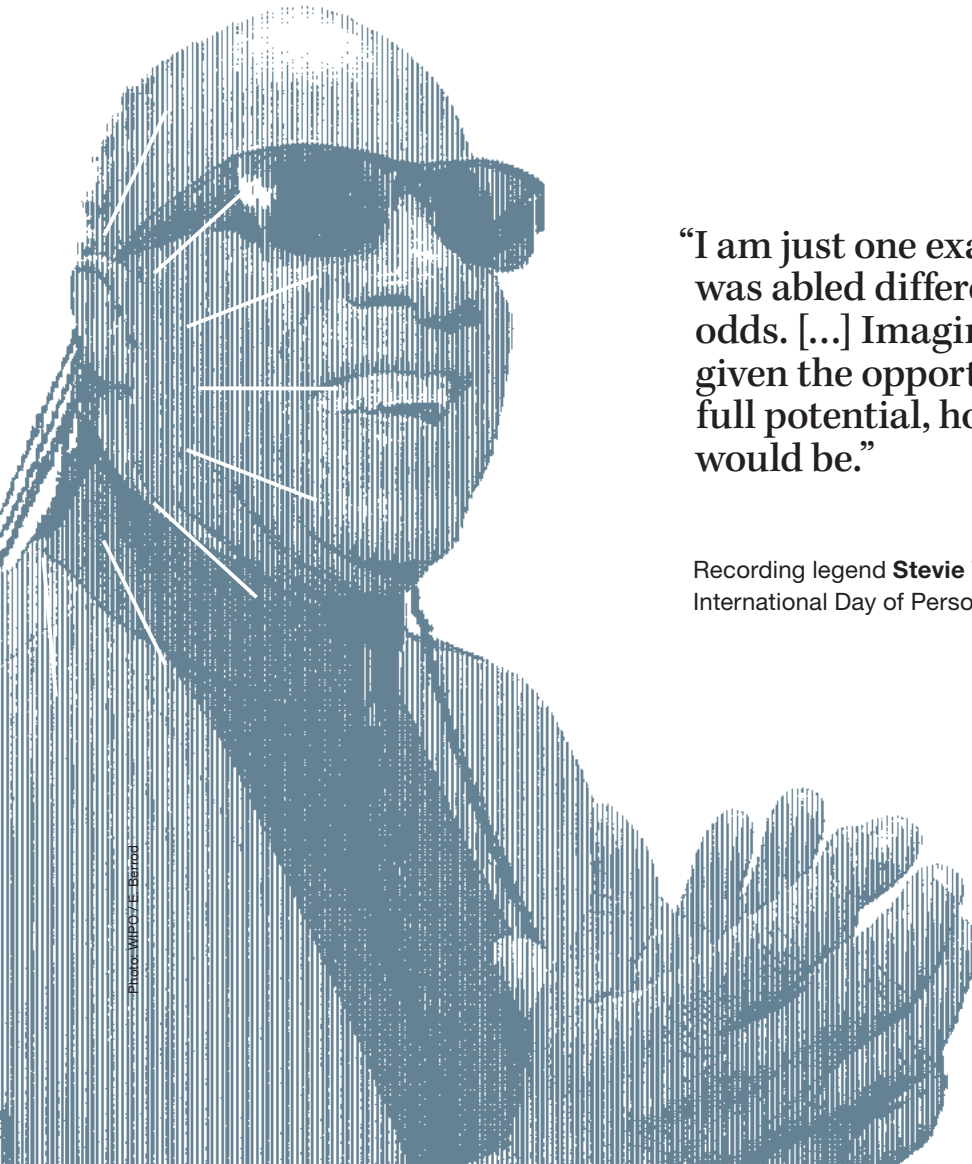 “I am just one exa
was abled differe
odds. […] Imagin
given the opport
full potential, ho
would be.”
Recording legend Stevie
International Day of Perso
Photo: WIPO / E. Berrod